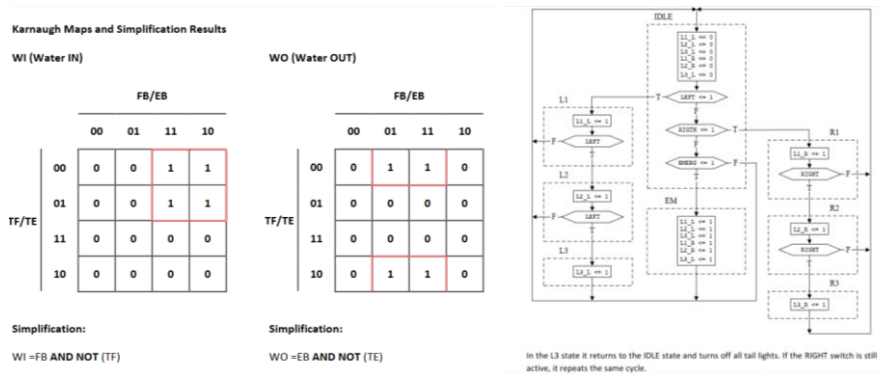 Karnaugh Maps and Simplification Results
WI (Water IN)
FB/EB
00 01 11 10
TF/TE
00 0 0 1 1
01 0 0 1 1
11 0 0 0 0
10 0 0 0 0
Simplification:
WI =FB AND NOT (TF)
WO (Water OUT)
FB/EB
00 01 11 10
TF/TE
00 0 1 1 0
01 0 0 0 0
11 0 0 0 0
10 0 1 1 0
Simplification:
WO =EB AND NOT (TE)
IDLE
L1_L <= 0
L2_L <= 0
L3_L <= 0
L1_R <= 0
L2_R <= 0
L3_R <= 0
T LEFT <= 1
F
RIGTH <= 1 T
F
EMERG <= 1 F
T
L1
L1_L <= 1
F LEFT
T
L2
L2_L <= 1
F LEFT
T
L3
L3_L <= 1
EM
L1_L <= 1
L2_L <= 1
L3_L <= 1
L1_R <= 1
L2_R <= 1
L3_R <= 1
R1
L1_R <= 1
RIGHT F
T
R2
L2_R <= 1
RIGHT F
T
R3
L3_R <= 1
In the L3 state it returns to the IDLE state and turns off all tail lights. If the RIGHT switch is still
active, it repeats the same cycle.